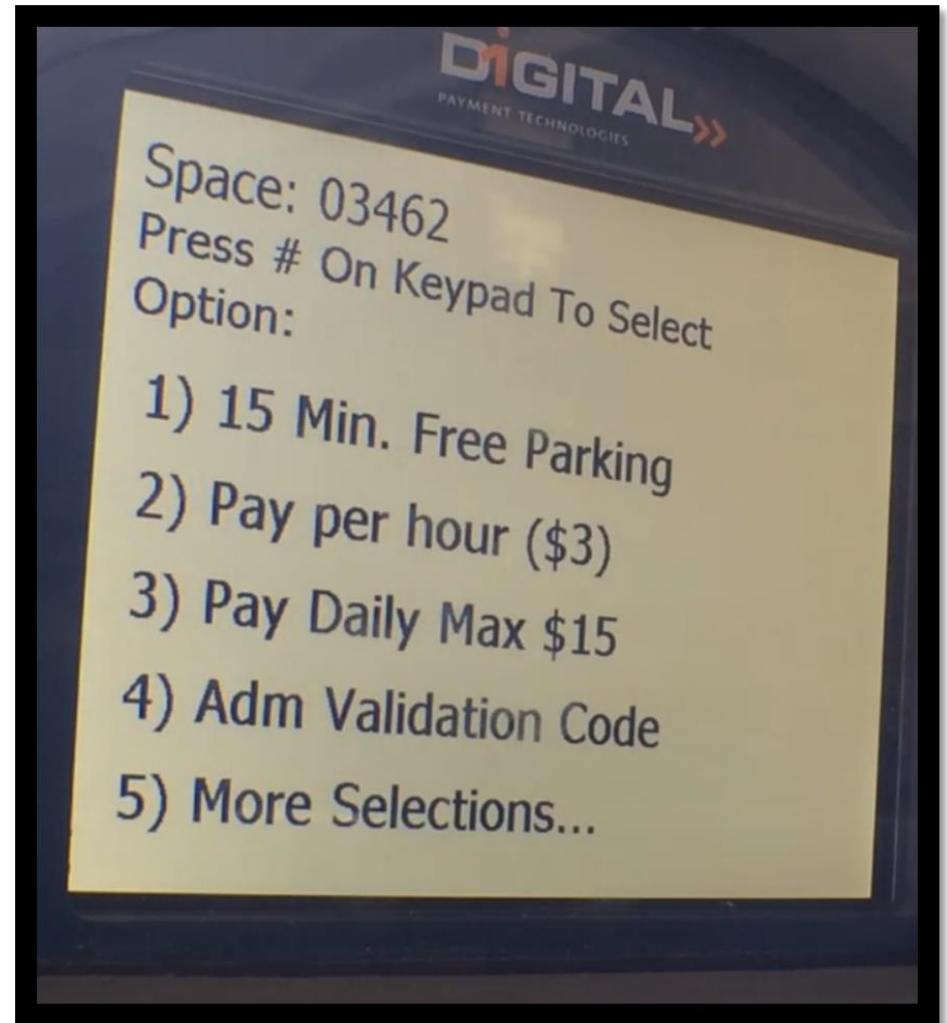 DIGITAL
PAYMENT TECHNOLOGIES
Space: 03462
Press # On Keypad To Select
Option:
1) 15 Min. Free Parking
2) Pay per hour ($3)
3) Pay Daily Max $15
4) Adm Validation Code
5) More Selections...